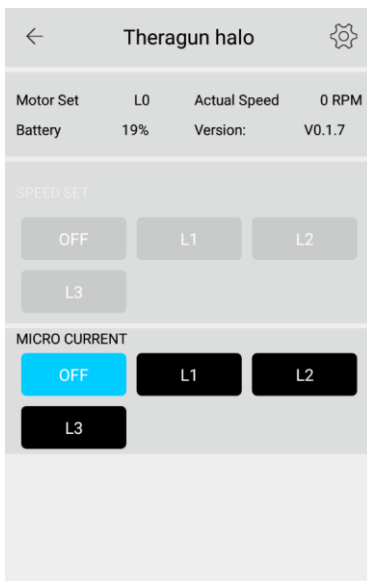 Theragun halo
Motor Set L0 Actual Speed 0 RPM
Battery 19% Version: V0.1.7
SPEED SET
OFF L1 L2
L3
MICRO CURRENT
OFF L1 L2
L3